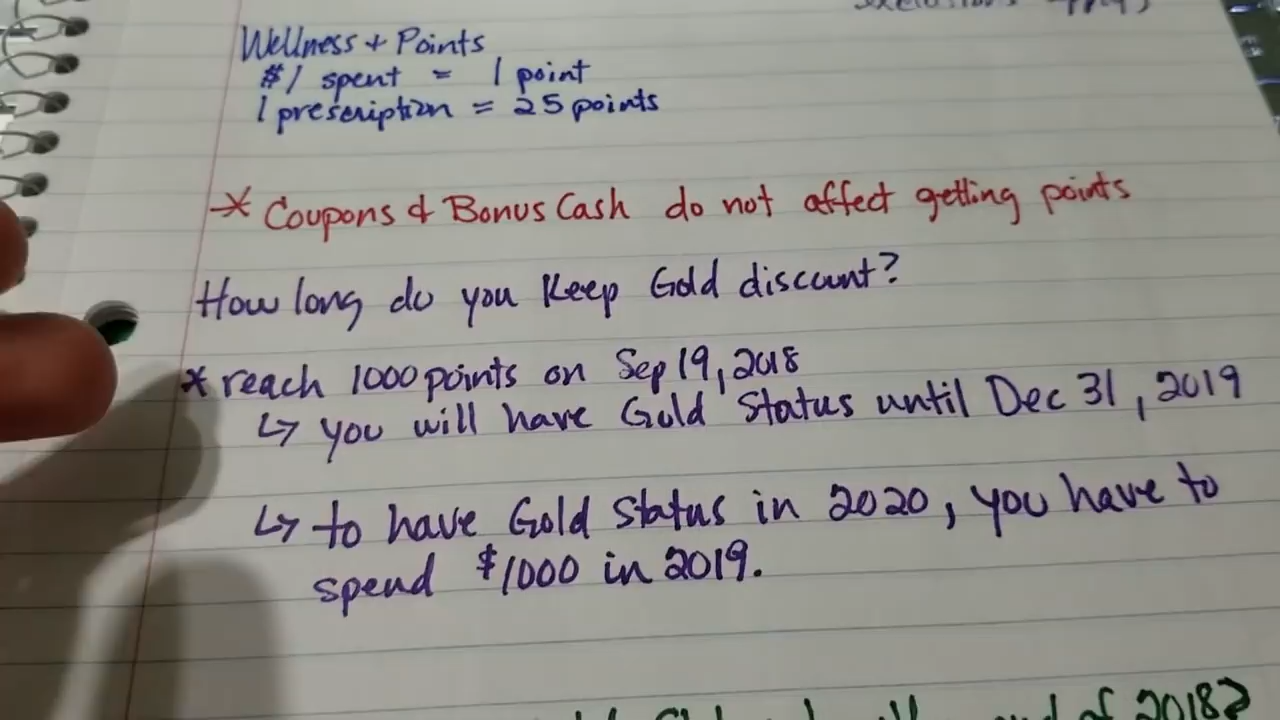 Wellness + Points
$1 spent = 1 point
1 prescription = 25 points
* Coupons & Bonus Cash do not affect getting points
How long do you keep Gold discount?
* reach 1000 points on Sep 19, 2018
↳ you will have Gold Status until Dec 31, 2019
↳ to have Gold Status in 2020, you have to
spend $1000 in 2019.
of 2018?